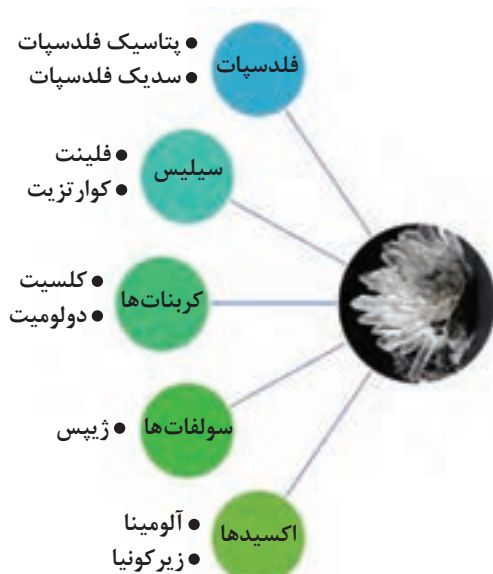 فلدسپات
● پتاسیک فلدسپات
● سدیک فلدسپات
سیلیس
● فلینت
● کوارتزیت
کربنات‌ها
● کلسیت
● دولومیت
سولفات‌ها
● ژیپس
اکسیدها
● آلومینا
● زیرکونیا